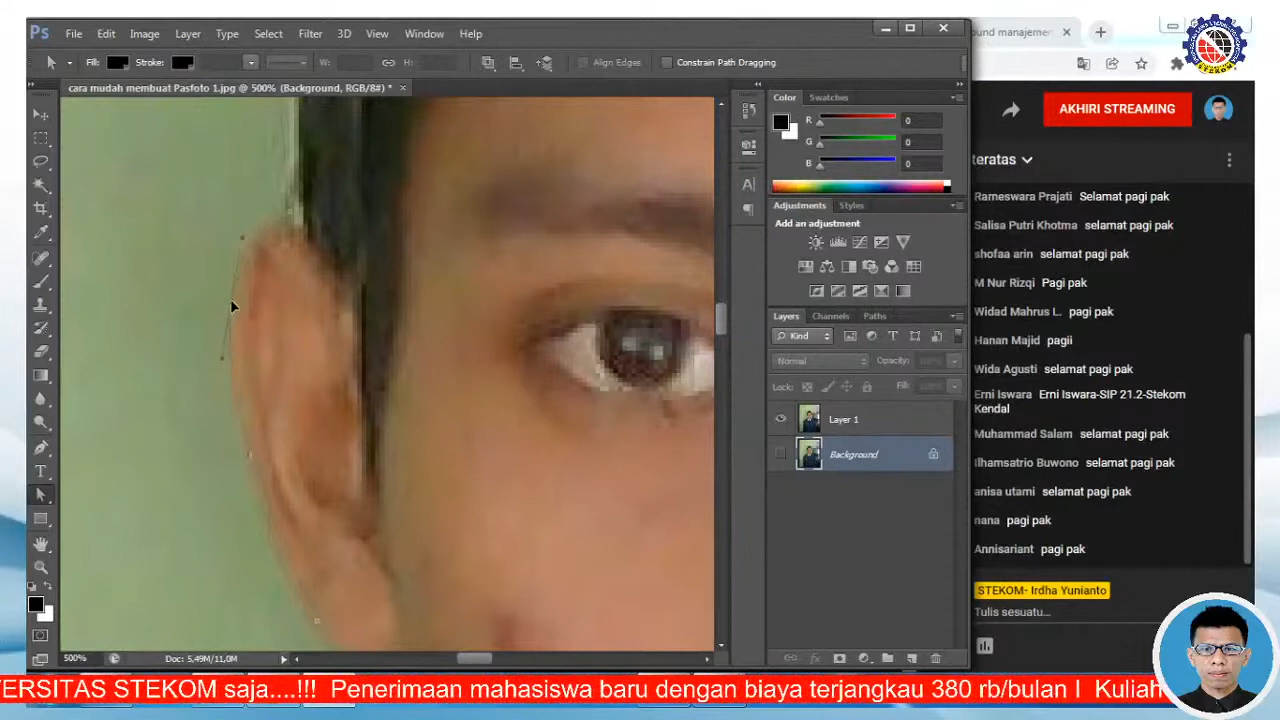 Ps File Edit Image Layer Type Select Filter 3D View Window Help
Fill: Stroke: W: H: Align Edges Constrain Path Dragging
cara mudah membuat Pasfoto 1.jpg @ 500% (Background, RGB/8#) * ×
Color Swatches
R 0
G 0
B 0
Adjustments Styles
Add an adjustment
Layers Channels Paths
Kind
Normal Opacity:
Lock: Fill:
Layer 1
Background
500% Doc: 5,49M/11,0M
ound manajemen
AKHIRI STREAMING
teratas
Rameswara Prajati Selamat pagi pak
Salisa Putri Khotma selamat pagi pak
shofaa arin selamat pagi pak
M Nur Rizqi Pagi pak
Widad Mahrus I.. pagi pak
Hanan Majid pagii
Wida Agusti selamat pagi pak
Erni Iswara Erni Iswara-SIP 21.2-Stekom
Kendal
Muhammad Salam selamat pagi pak
Ilhamsatrio Buwono selamat pagi pak
anisa utami selamat pagi pak
nana pagi pak
Annisariant pagi pak
STEKOM- Irdha Yunianto
Tulis sesuatu...
VERSITAS STEKOM saja....!!! Penerimaan mahasiswa baru dengan biaya terjangkau 380 rb/bulan I Kuliah